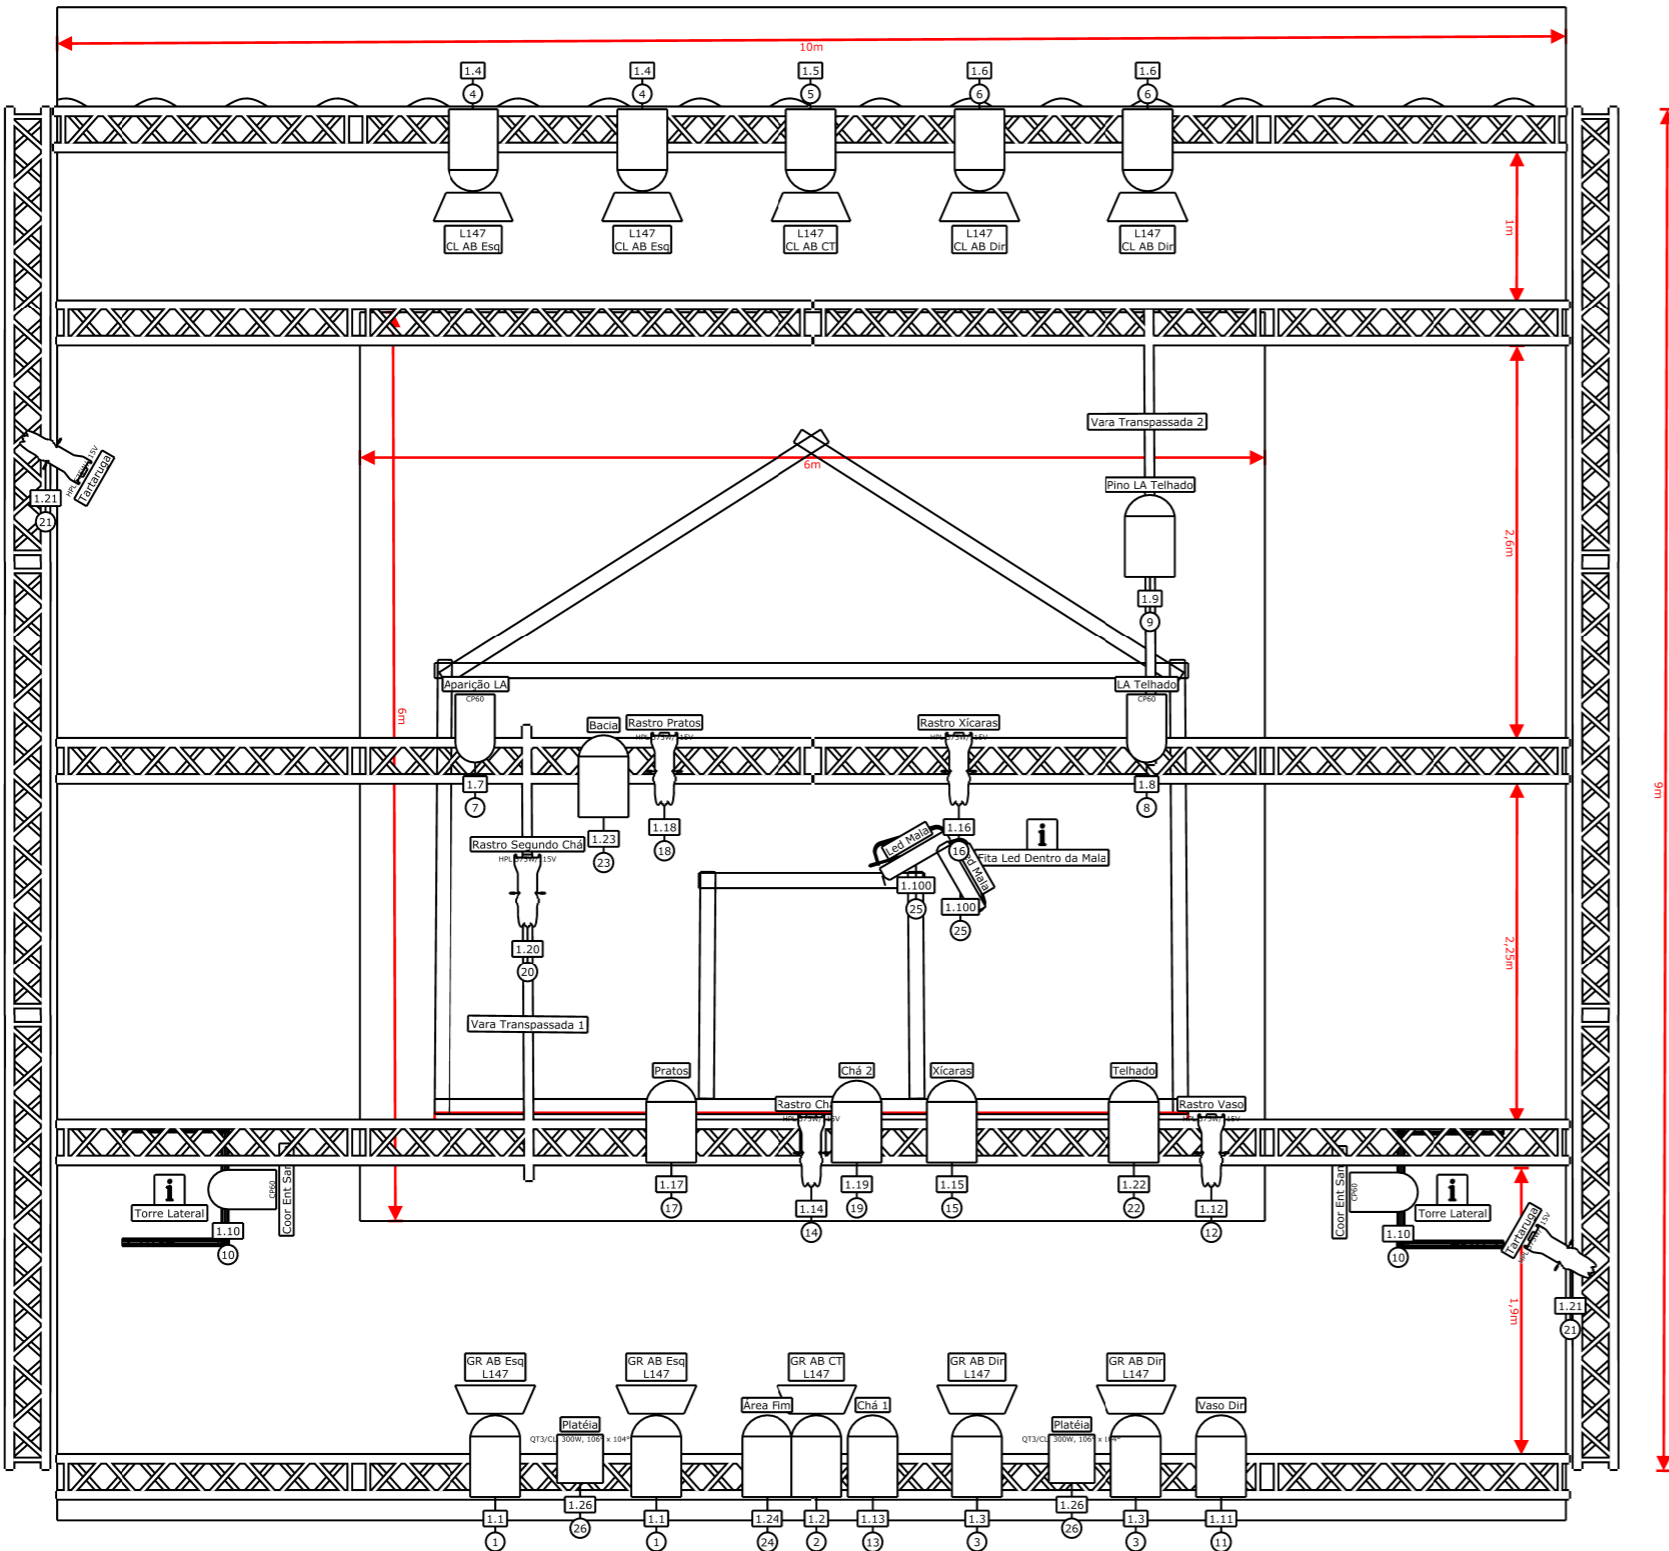 10m
1.4
1.4
1.5
1.6
1.6
4
4
5
6
6
L147
CL AB Esq
L147
CL AB Esq
L147
CL AB CT
L147
CL AB Dir
L147
CL AB Dir
1m
9m
Vara Transpassada 2
6m
Tartaruga
1.21
21
Pino LA Telhado
2,6m
1.9
9
6m
Aparição LA
CP60
LA Telhado
CP60
Bacia
Rastro Pratos
Rastro Xícaras
1.7
7
1.8
8
1.23
23
1.18
18
1.16
16
Rastro Segundo Chá
Led Mala
Fita Led Dentro da Mala
1.100
25
1.100
25
1.20
20
2,25m
Vara Transpassada 1
Pratos
Chá 2
Xícaras
Telhado
Rastro Vaso
Torre Lateral
CP60
Coor Ent San
1.10
10
1.17
17
1.14
14
1.19
19
1.15
15
1.22
22
1.12
12
Coor Ent San
CP60
Torre Lateral
1.10
10
Tartaruga
1.21
21
1,9m
GR AB Esq
L147
GR AB Esq
L147
GR AB CT
L147
GR AB Dir
L147
GR AB Dir
L147
Platéia
Área Fim
Chá 1
Platéia
Vaso Dir
1.1
1
1.26
26
1.1
1
1.24
24
1.2
2
1.13
13
1.3
3
1.26
26
1.3
3
1.11
11